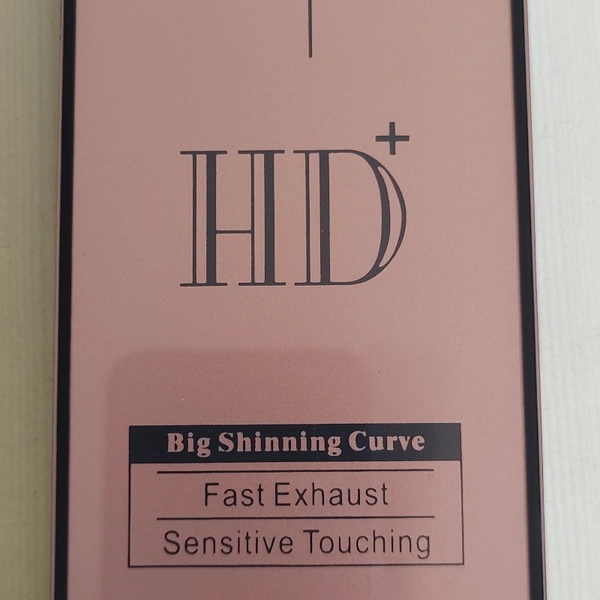 HD+
Big Shinning Curve
Fast Exhaust
Sensitive Touching